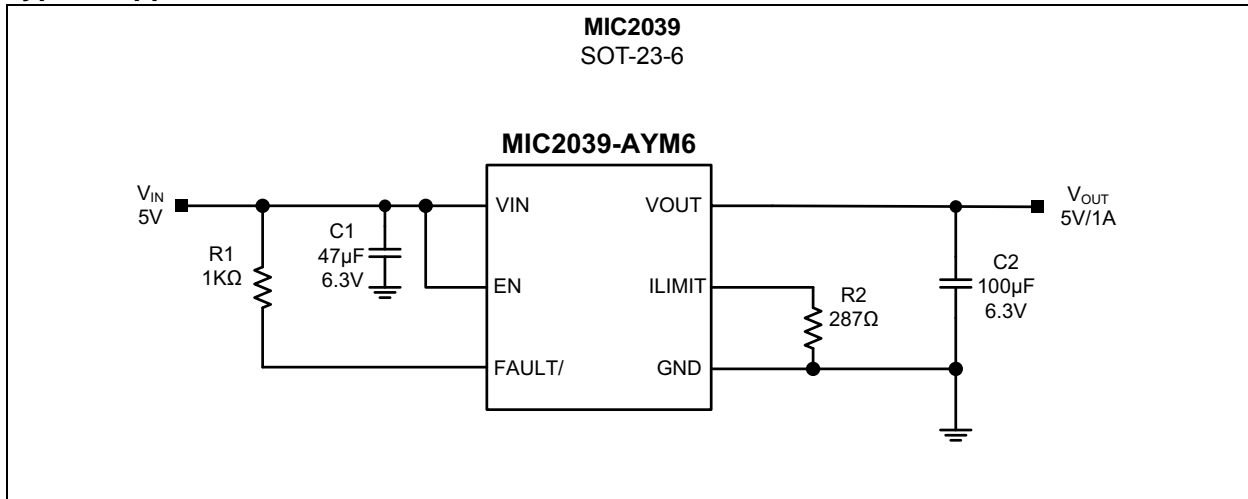 MIC2039
SOT-23-6
MIC2039-AYM6
VIN
5V
R1
1KΩ
C1
47µF
6.3V
VIN
EN
FAULT/
VOUT
ILIMIT
GND
R2
287Ω
C2
100µF
6.3V
VOUT
5V/1A